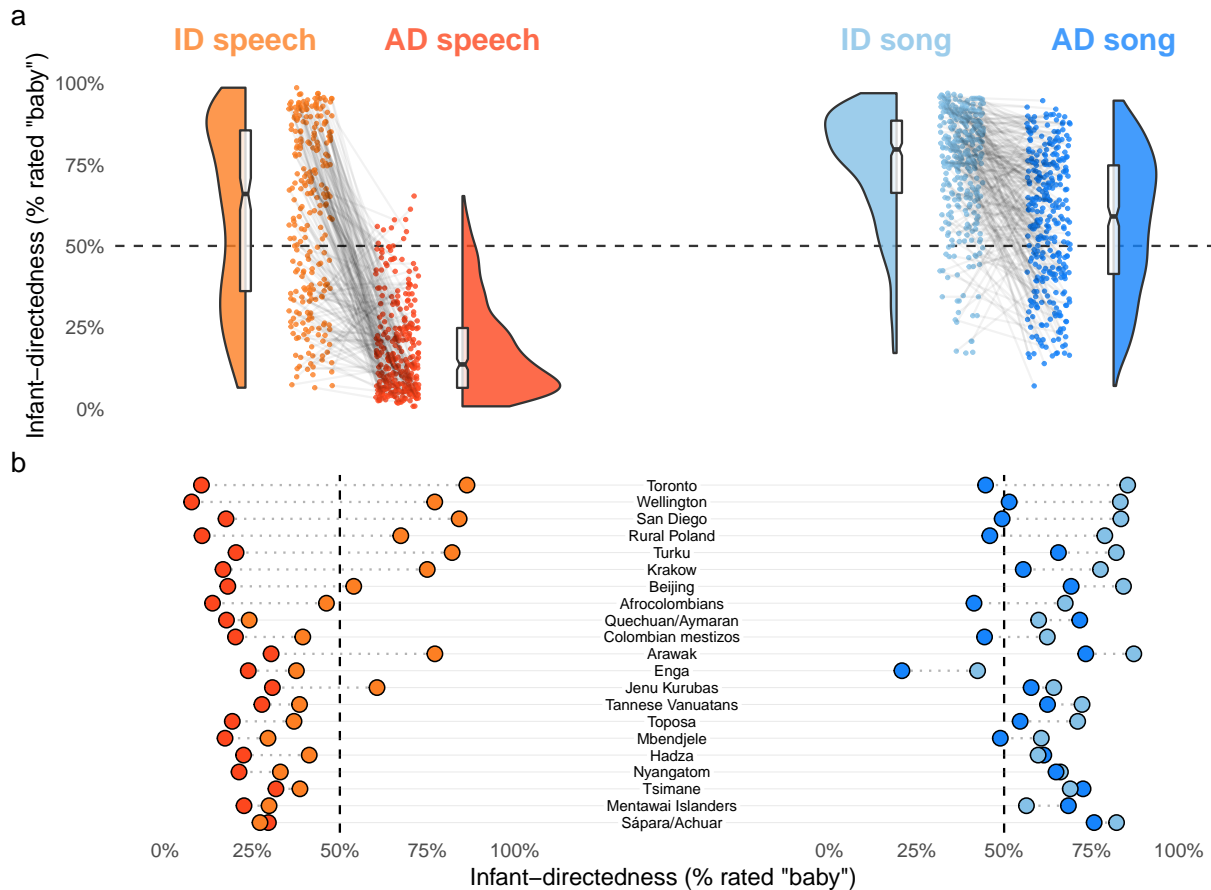 a
ID speech AD speech ID song AD song
Infant−directedness (% rated "baby")
100%
75%
50%
25%
0%
b
Toronto
Wellington
San Diego
Rural Poland
Turku
Krakow
Beijing
Afrocolombians
Quechuan/Aymaran
Colombian mestizos
Arawak
Enga
Jenu Kurubas
Tannese Vanuatans
Toposa
Mbendjele
Hadza
Nyangatom
Tsimane
Mentawai Islanders
Sápara/Achuar
0% 25% 50% 75% 100% 0% 25% 50% 75% 100%
Infant−directedness (% rated "baby")